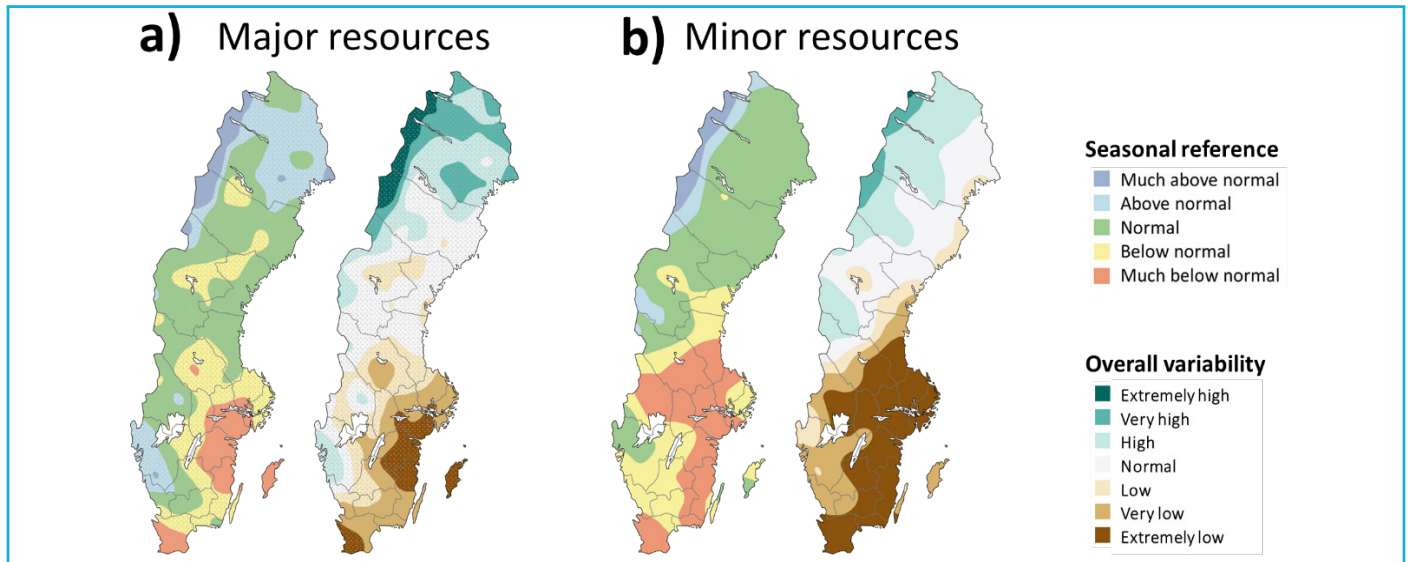 a) Major resources
b) Minor resources
Seasonal reference
Much above normal
Above normal
Normal
Below normal
Much below normal
Overall variability
Extremely high
Very high
High
Normal
Low
Very low
Extremely low